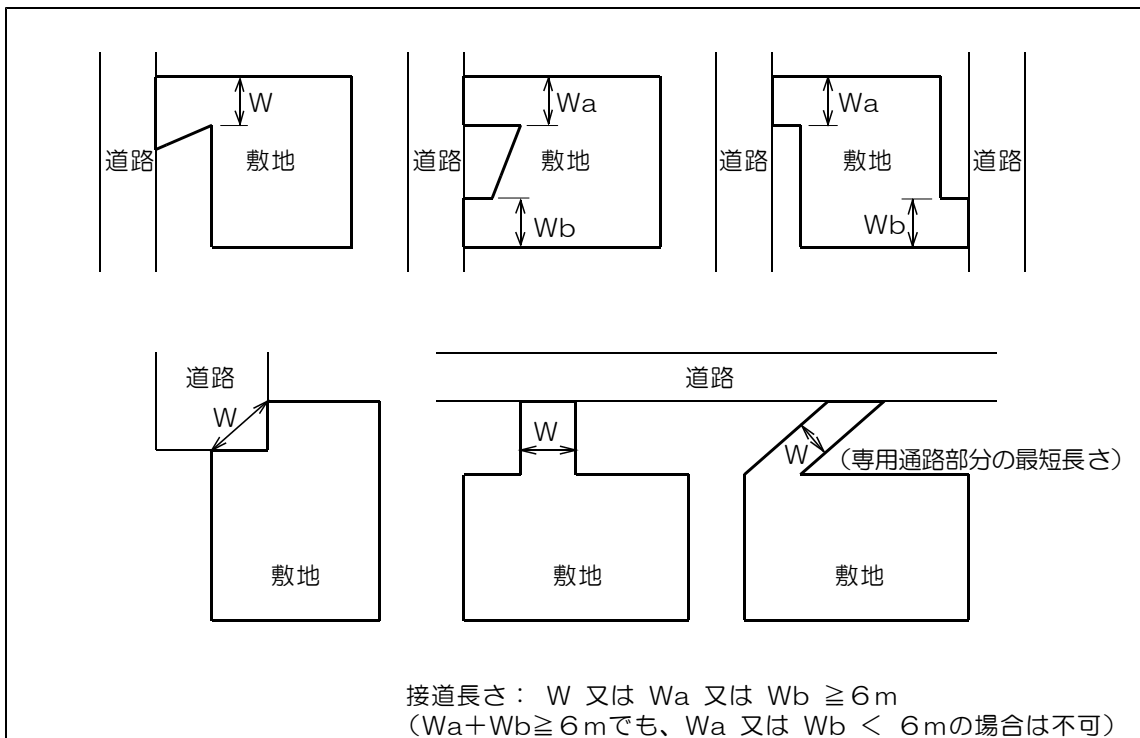 W
道路
敷地
Wa
道路
敷地
Wb
Wa
道路
敷地
道路
Wb
道路
W
敷地
道路
W
敷地
W
(専用通路部分の最短長さ)
敷地
接道長さ： W 又は Wa 又は Wb ≧６ｍ
（Wa＋Wb≧６ｍでも、Wa 又は Wb ＜ ６ｍの場合は不可）